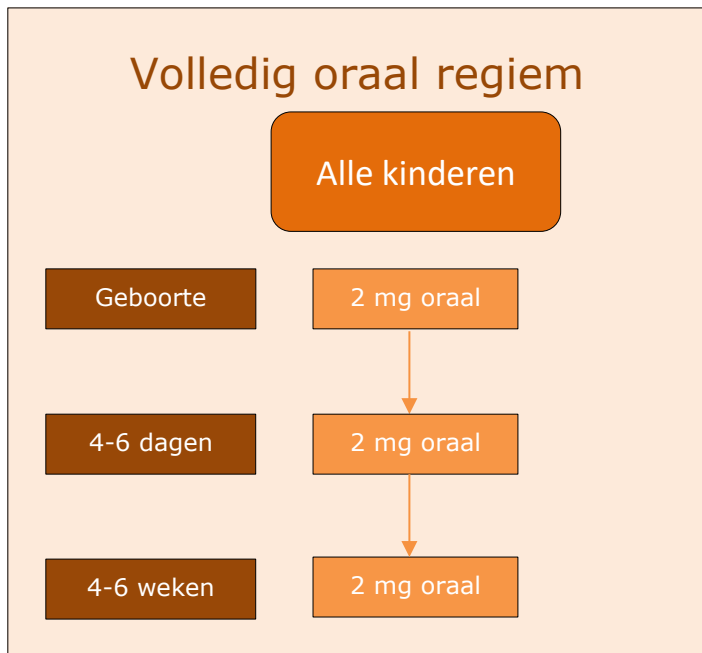 Volledig oraal regiem
Alle kinderen
Geboorte
2 mg oraal
4-6 dagen
2 mg oraal
4-6 weken
2 mg oraal